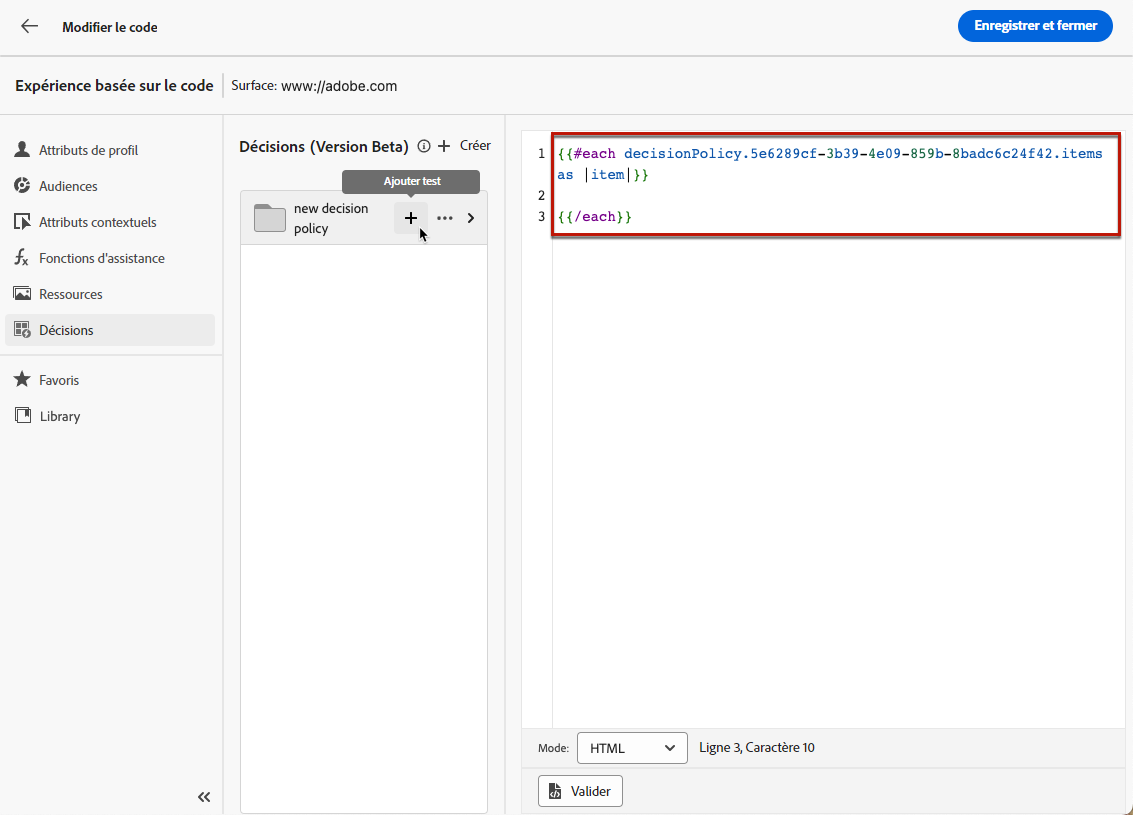 Modifier le code
Enregistrer et fermer
Expérience basée sur le code
Surface: www://adobe.com
Attributs de profil
Audiences
Attributs contextuels
Fonctions d'assistance
Ressources
Décisions
Favoris
Library
Décisions (Version Beta)
Créer
Ajouter test
new decision
policy
1 {{#each decisionPolicy.5e6289cf-3b39-4e09-859b-8badc6c24f42.items
as |item|}}
2
3 {{/each}}
Mode: HTML Ligne 3, Caractère 10
Valider